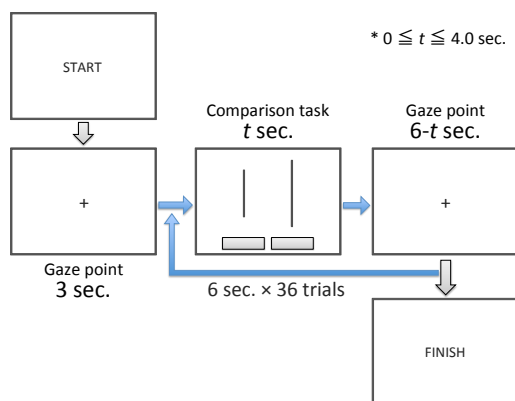 START
* 0 ≦ t ≦ 4.0 sec.
Comparison task
t sec.
Gaze point
6-t sec.
+
+
Gaze point
3 sec.
6 sec. × 36 trials
FINISH